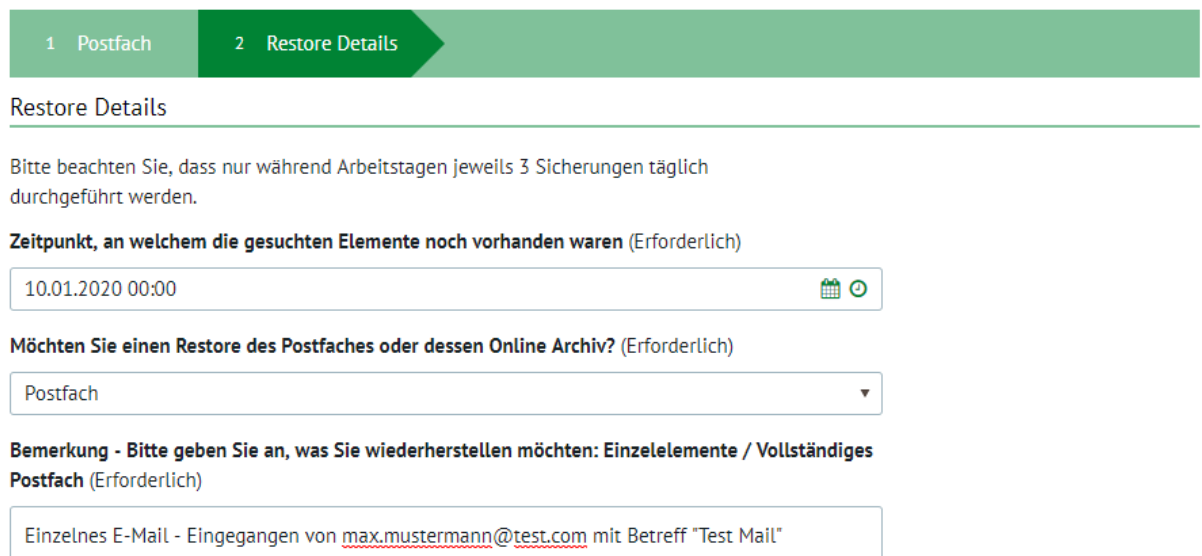 1 Postfach 2 Restore Details
Restore Details
Bitte beachten Sie, dass nur während Arbeitstagen jeweils 3 Sicherungen täglich
durchgeführt werden.
Zeitpunkt, an welchem die gesuchten Elemente noch vorhanden waren (Erforderlich)
10.01.2020 00:00
Möchten Sie einen Restore des Postfaches oder dessen Online Archiv? (Erforderlich)
Postfach
Bemerkung - Bitte geben Sie an, was Sie wiederherstellen möchten: Einzelelemente / Vollständiges
Postfach (Erforderlich)
Einzelnes E-Mail - Eingegangen von max.mustermann@test.com mit Betreff "Test Mail"